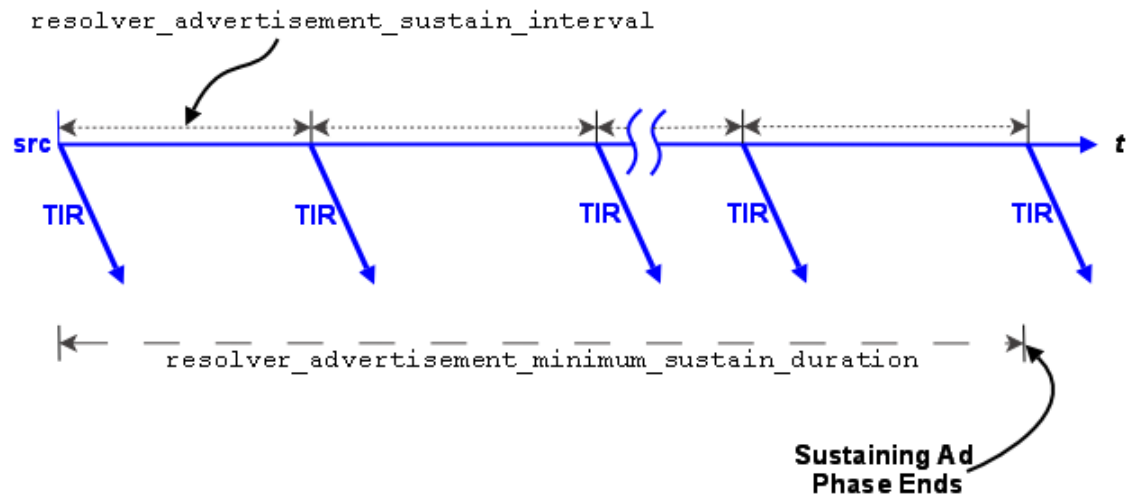 resolver_advertisement_sustain_interval
src
t
TIR
TIR
TIR
TIR
TIR
resolver_advertisement_minimum_sustain_duration
Sustaining Ad
Phase Ends